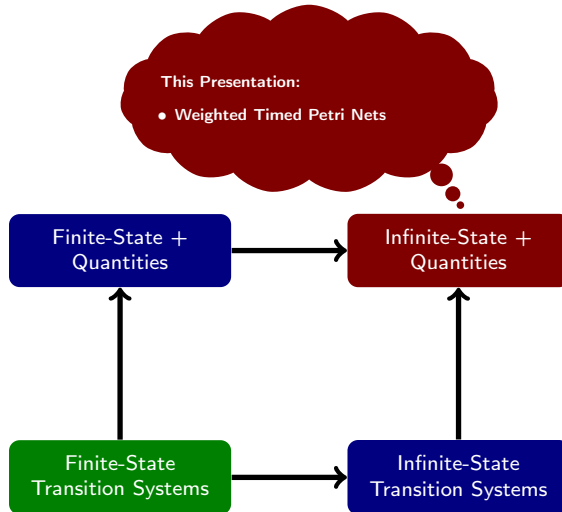 This Presentation:
• Weighted Timed Petri Nets
Finite-State +
Quantities
Infinite-State +
Quantities
Finite-State
Transition Systems
Infinite-State
Transition Systems